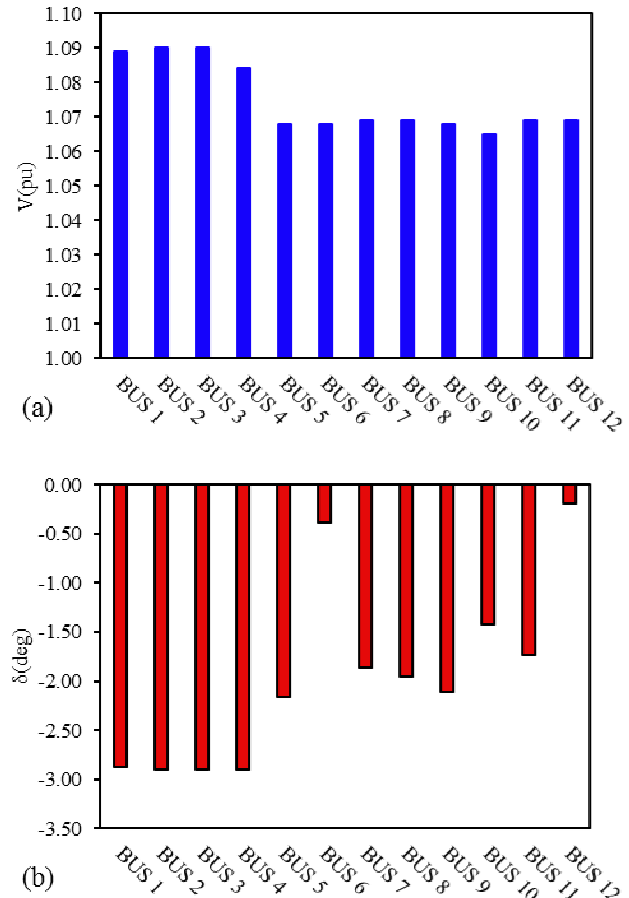 1.10
1.09
1.08
1.07
1.06
1.05
1.04
1.03
1.02
1.01
1.00
V(pu)
BUS 1
BUS 2
BUS 3
BUS 4
BUS 5
BUS 6
BUS 7
BUS 8
BUS 9
BUS 10
BUS 11
BUS 12
(a)
0.00
-0.50
-1.00
-1.50
-2.00
-2.50
-3.00
-3.50
δ(deg)
BUS 1
BUS 2
BUS 3
BUS 4
BUS 5
BUS 6
BUS 7
BUS 8
BUS 9
BUS 10
BUS 11
BUS 12
(b)